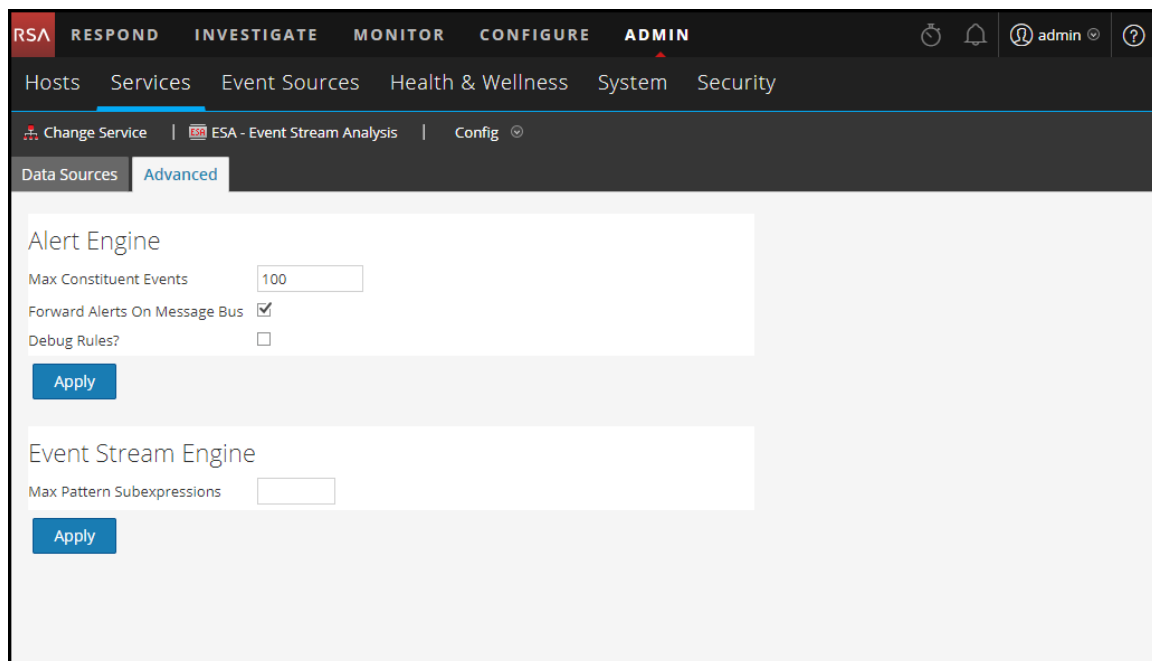 RSA RESPOND INVESTIGATE MONITOR CONFIGURE ADMIN admin ?
Hosts Services Event Sources Health & Wellness System Security
Change Service | ESA ESA - Event Stream Analysis | Config
Data Sources Advanced
Alert Engine
Max Constituent Events 100
Forward Alerts On Message Bus
Debug Rules?
Apply
Event Stream Engine
Max Pattern Subexpressions
Apply